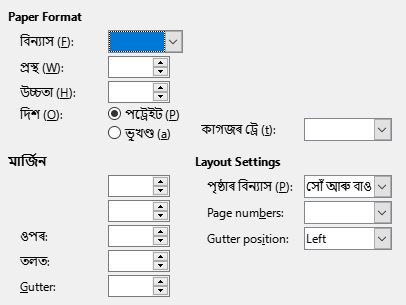 Paper Format
বিন্যাস (F):
প্ৰস্থ (W):
উচ্চতা (H):
দিশ (O):
পট্ৰেইট (P)
ভূখণ্ড (a)
কাগজৰ ট্ৰে (t):
মাৰ্জিন
Layout Settings
পৃষ্ঠাৰ বিন্যাস (P): সোঁ আৰু বাওঁ
Page numbers:
ওপৰ:
Gutter position: Left
তলত:
Gutter: